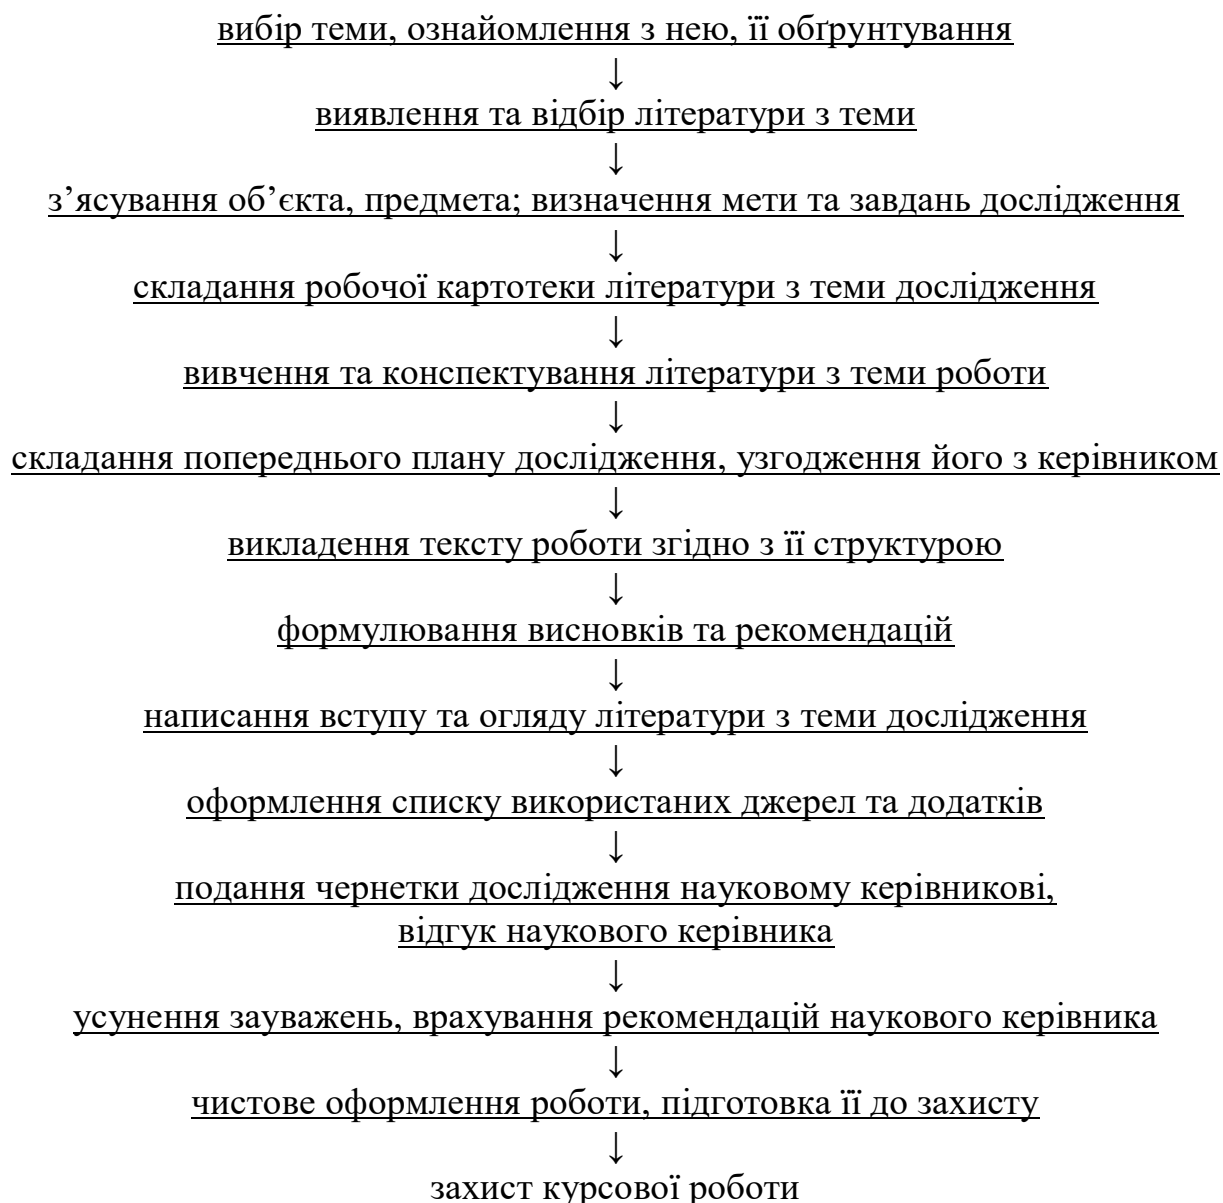 вибір теми, ознайомлення з нею, її обґрунтування
↓
виявлення та відбір літератури з теми
↓
з’ясування об’єкта, предмета; визначення мети та завдань дослідження
↓
складання робочої картотеки літератури з теми дослідження
↓
вивчення та конспектування літератури з теми роботи
↓
складання попереднього плану дослідження, узгодження його з керівником
↓
викладення тексту роботи згідно з її структурою
↓
формулювання висновків та рекомендацій
↓
написання вступу та огляду літератури з теми дослідження
↓
оформлення списку використаних джерел та додатків
↓
подання чернетки дослідження науковому керівникові,
відгук наукового керівника
↓
усунення зауважень, врахування рекомендацій наукового керівника
↓
чистове оформлення роботи, підготовка її до захисту
↓
захист курсової роботи